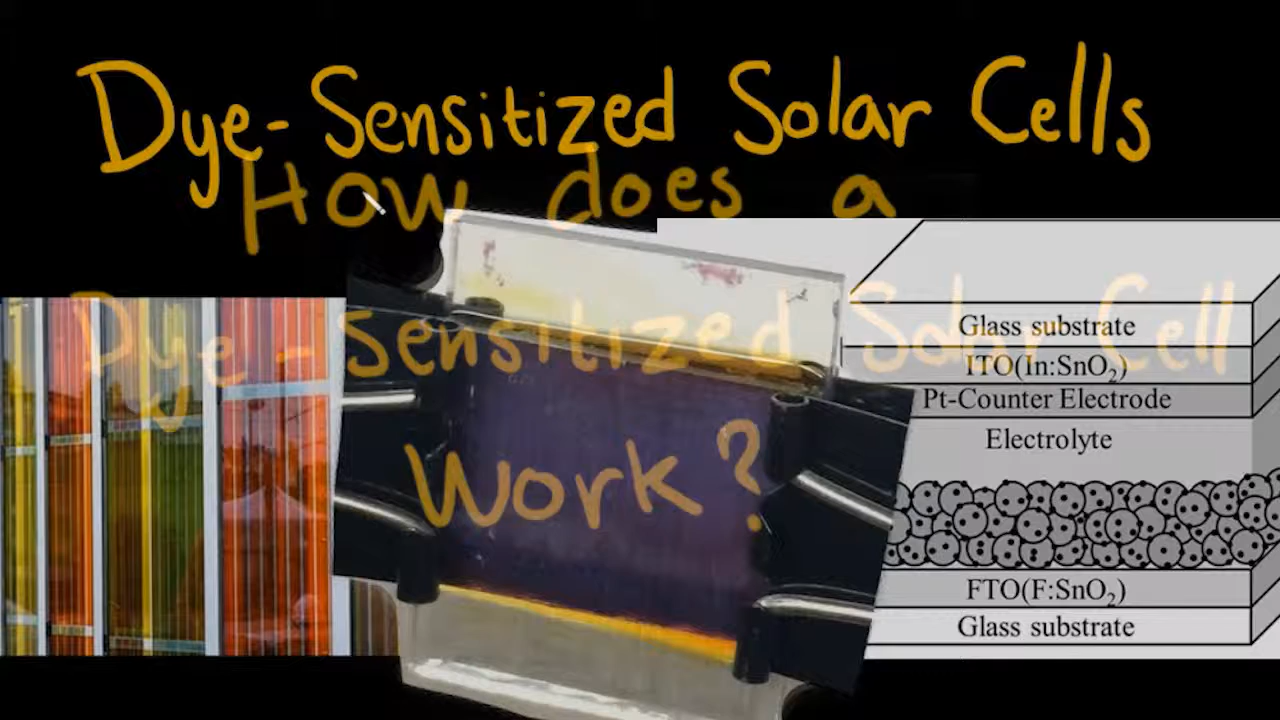 Dye-Sensitized Solar Cells
How does a
Dye-sensitized Solar Cell
Work?
Glass substrate
ITO(In:SnO₂)
Pt-Counter Electrode
Electrolyte
FTO(F:SnO₂)
Glass substrate